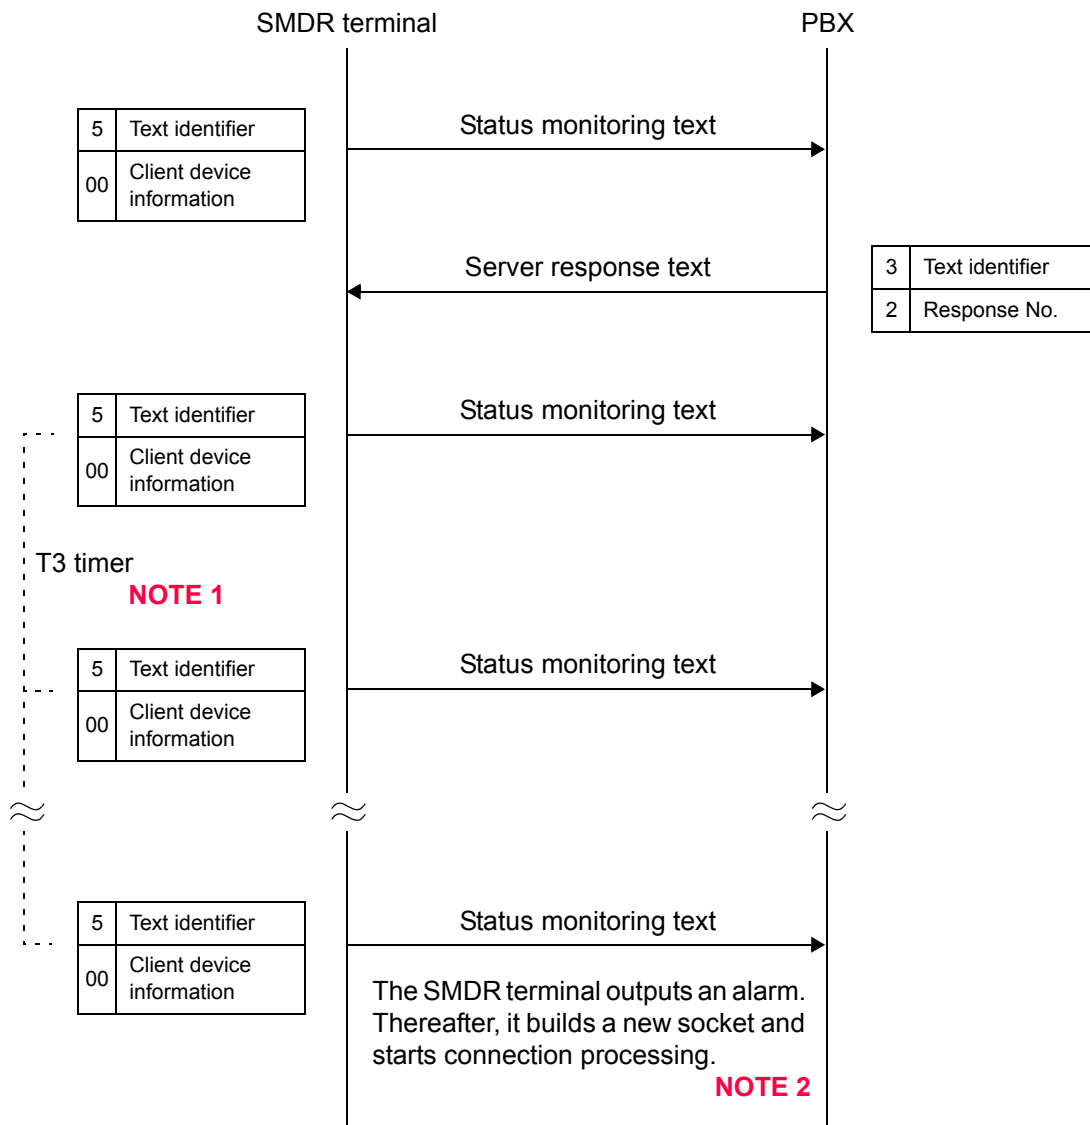 SMDR terminal
PBX
5 Text identifier
00 Client device
information
Status monitoring text
Server response text
3 Text identifier
2 Response No.
5 Text identifier
00 Client device
information
Status monitoring text
T3 timer
NOTE 1
5 Text identifier
00 Client device
information
Status monitoring text
5 Text identifier
00 Client device
information
Status monitoring text
The SMDR terminal outputs an alarm.
Thereafter, it builds a new socket and
starts connection processing.
NOTE 2